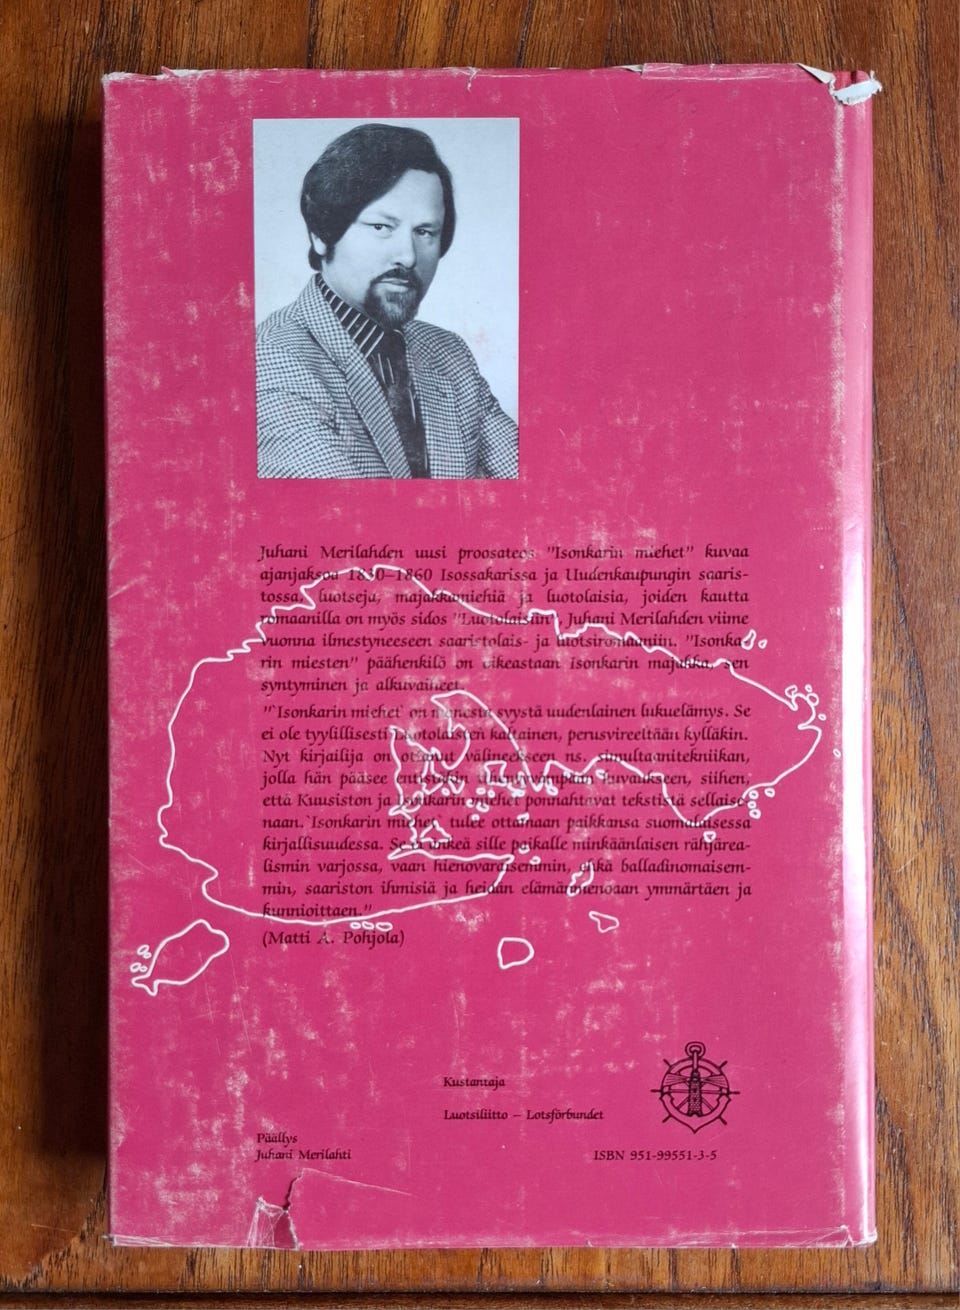 Juhani Merilahden uusi proosateos "Isonkarin miehet" kuvaa
ajanjaksoa 1830–1860 Isossakarissa ja Uudenkaupungin saaris-
tossa, luotseja, majakkamiehiä ja luotolaisia, joiden kautta
romaanilla on myös sidos "Luotolaisiin", Juhani Merilahden viime
vuonna ilmestyneeseen saaristolais- ja luotsiromaaniin. "Isonka-
rin miesten" päähenkilö on oikeastaan Isonkarin majakka, sen
syntyminen ja alkuvaiheet.
"`Isonkarin miehet` on monesta syystä uudenlainen lukuelämys. Se
ei ole tyylillisesti Luotolaisten kaltainen, perusvireeltään kylläkin.
Nyt kirjailija on ottanut välineekseen ns. simultaanitekniikan,
jolla hän pääsee entistäkin tihentyvämpään kuvaukseen, siihen,
että Kuusiston ja Isonkarin miehet ponnahtavat tekstistä sellaise-
naan. `Isonkarin miehet` tulee ottamaan paikkansa suomalaisessa
kirjallisuudessa. Se ei hinkeä sille paikalle minkäänlaisen rähjärea-
lismin varjossa, vaan hienovaraisemmin, ehkä balladinomaisem-
min, saariston ihmisiä ja heidän elämänmenoaan ymmärtäen ja
kunnioittaen."
(Matti A. Pohjola)
Kustantaja
Luotsiliitto – Lotsförbundet
Päällys
Juhani Merilahti
ISBN 951-99551-3-5